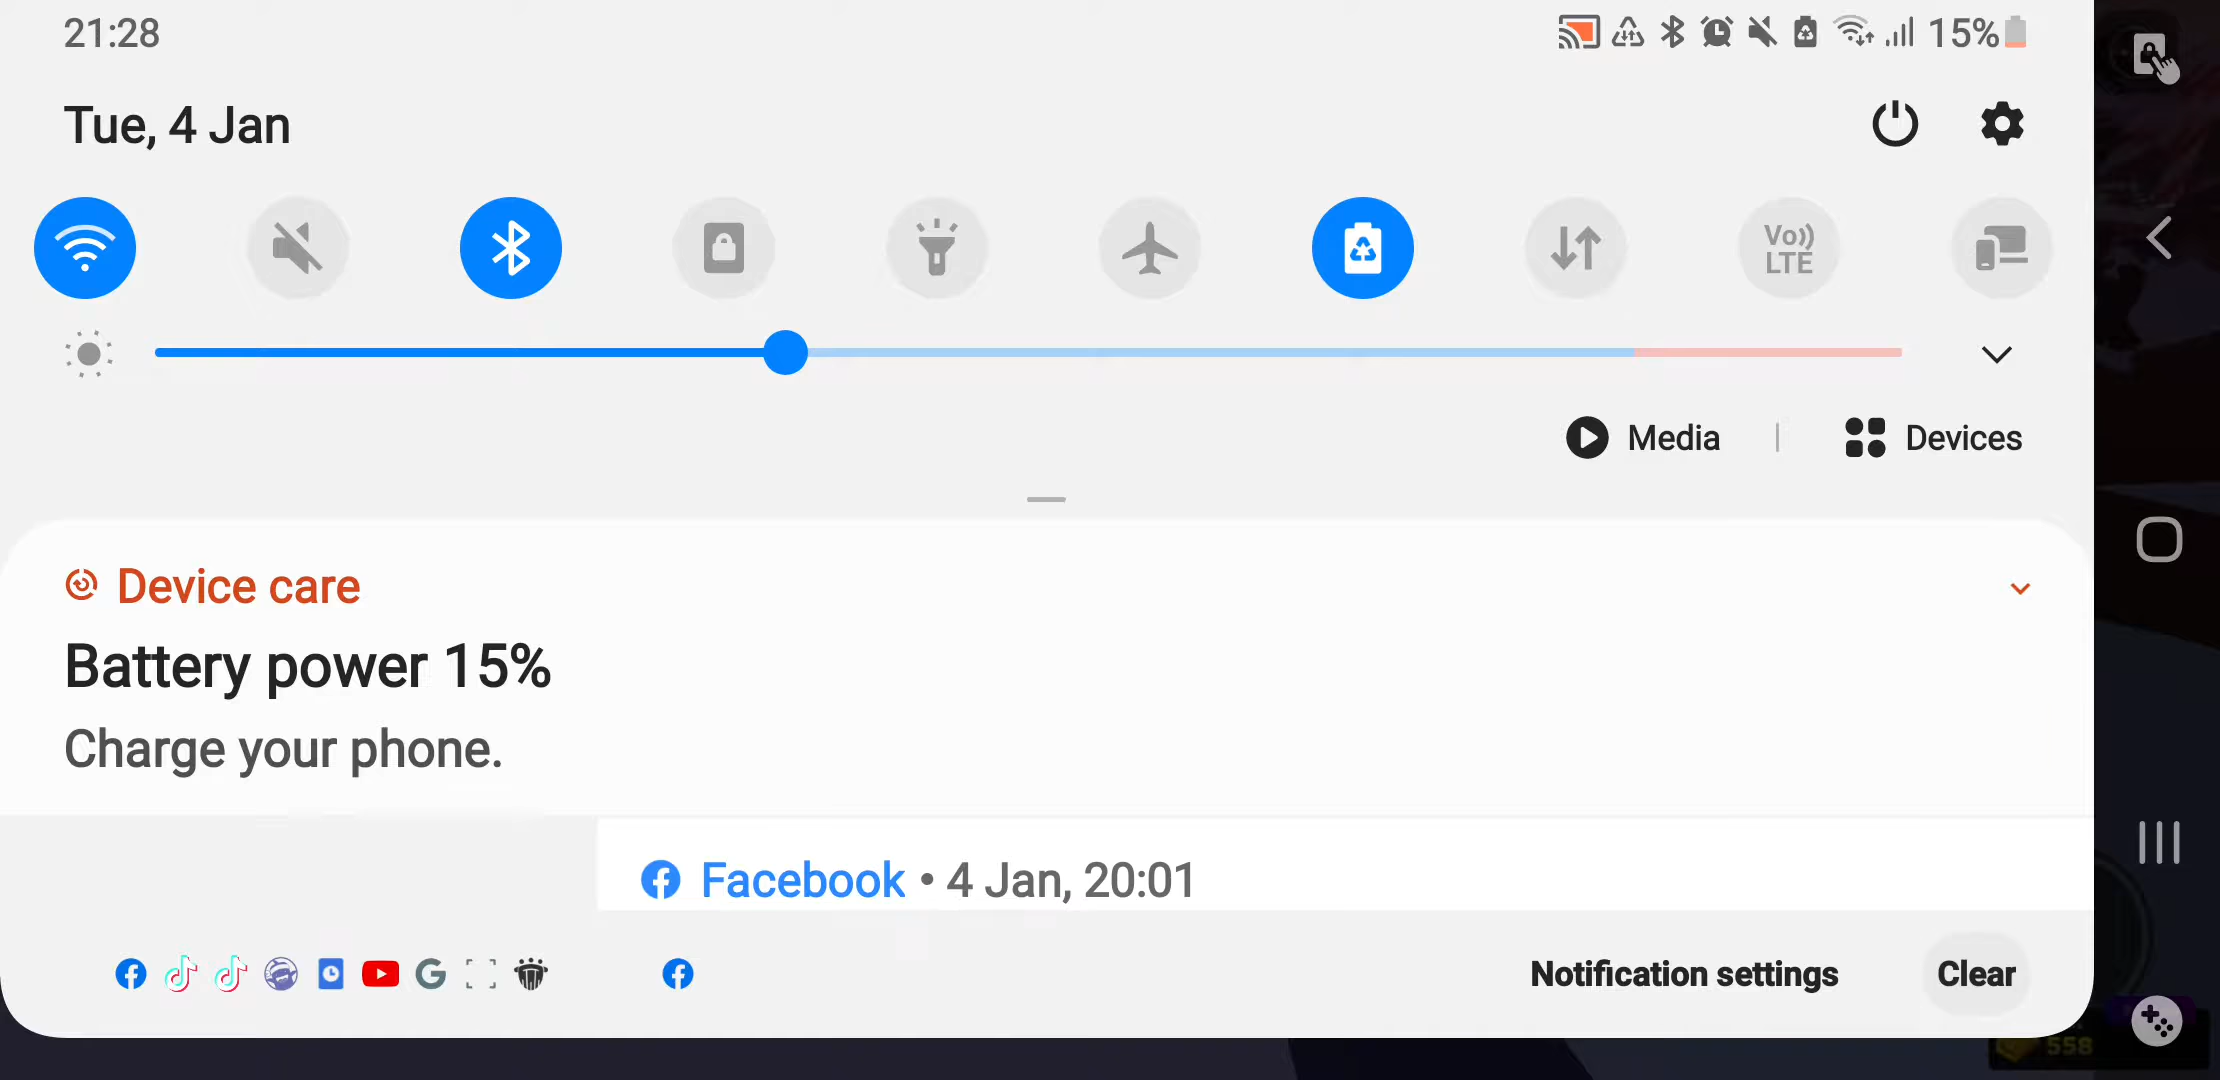 21:28
15%
Tue, 4 Jan
Vo))
LTE
Media
Devices
Device care
Battery power 15%
Charge your phone.
Facebook • 4 Jan, 20:01
Notification settings
Clear
558